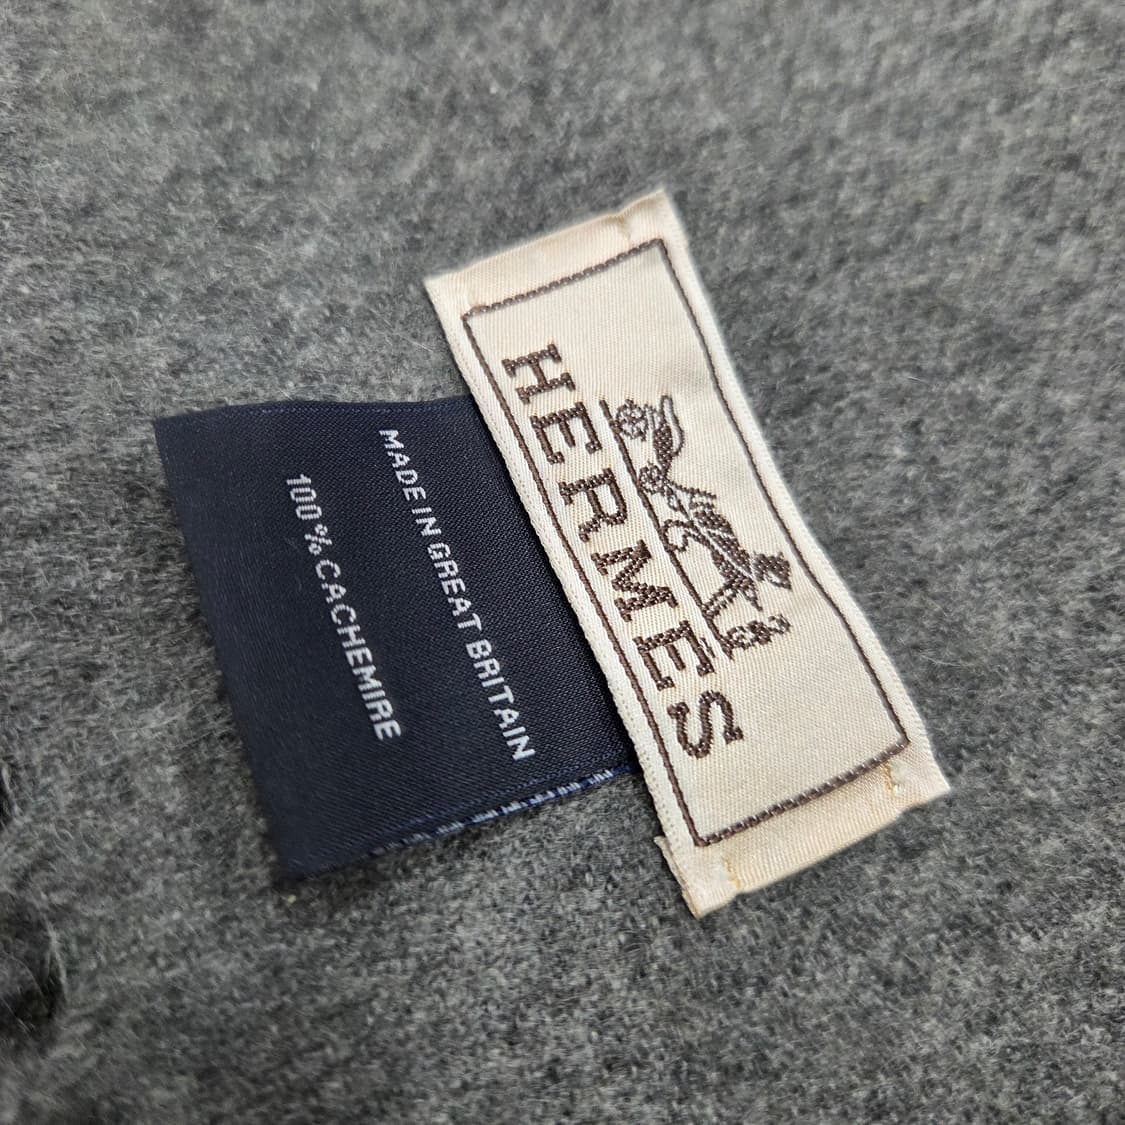 HERMES
MADE IN GREAT BRITAIN
100% CACHEMIRE